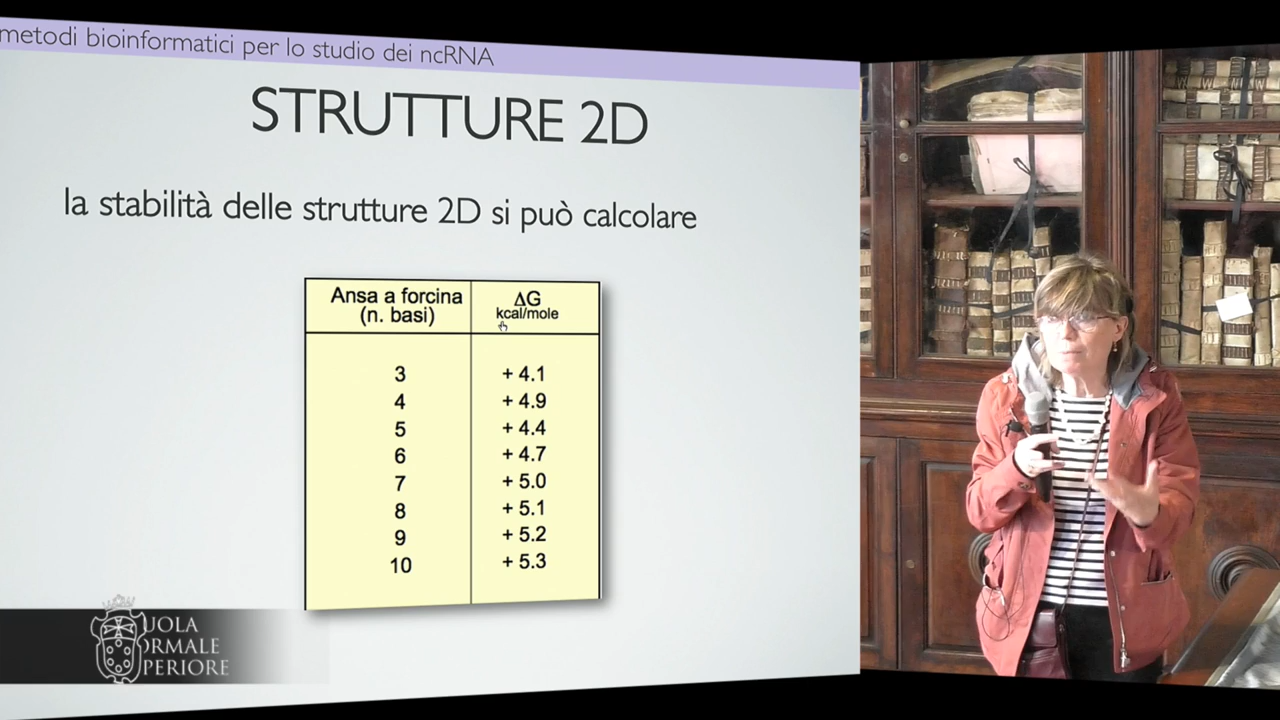 metodi bioinformatici per lo studio dei ncRNA
STRUTTURE 2D
la stabilità delle strutture 2D si può calcolare
Ansa a forcina
(n. basi)
ΔG
kcal/mole
3 + 4.1
4 + 4.9
5 + 4.4
6 + 4.7
7 + 5.0
8 + 5.1
9 + 5.2
10 + 5.3
UOLA
ORMALE
PERIORE